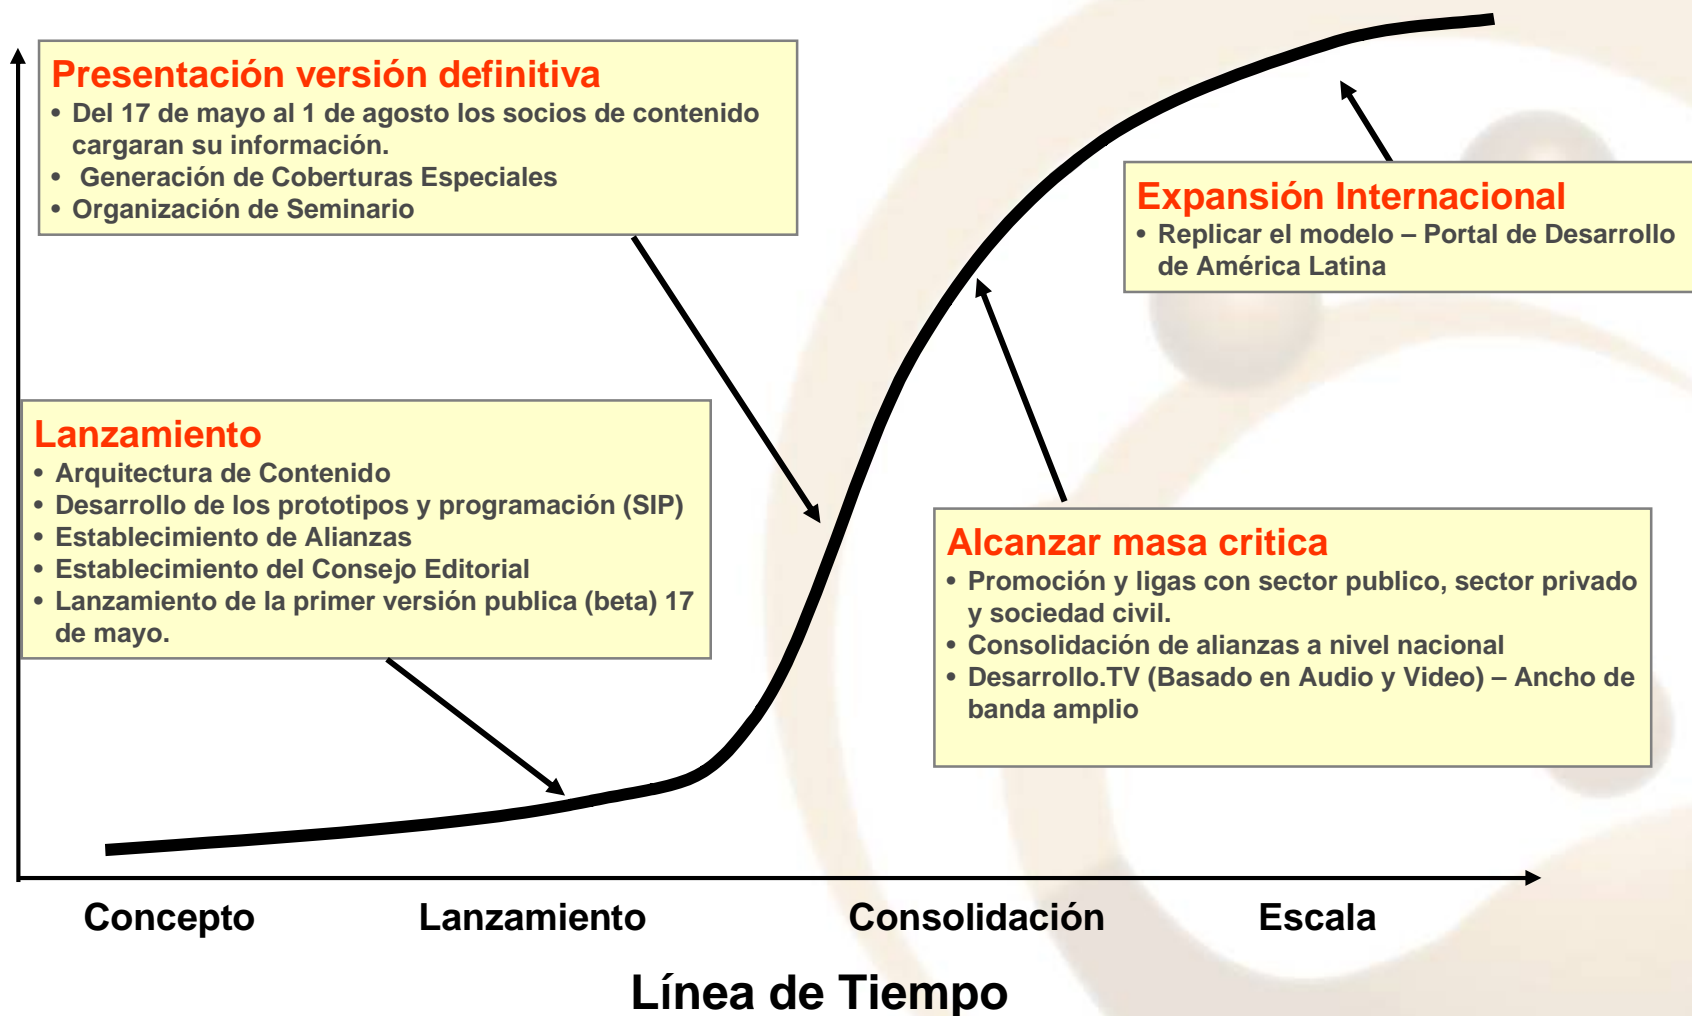 Presentación versión definitiva
• Del 17 de mayo al 1 de agosto los socios de contenido
cargaran su información.
• Generación de Coberturas Especiales
• Organización de Seminario
Expansión Internacional
• Replicar el modelo – Portal de Desarrollo
de América Latina
Lanzamiento
• Arquitectura de Contenido
• Desarrollo de los prototipos y programación (SIP)
• Establecimiento de Alianzas
• Establecimiento del Consejo Editorial
• Lanzamiento de la primer versión publica (beta) 17
de mayo.
Alcanzar masa critica
• Promoción y ligas con sector publico, sector privado
y sociedad civil.
• Consolidación de alianzas a nivel nacional
• Desarrollo.TV (Basado en Audio y Video) – Ancho de
banda amplio
Concepto
Lanzamiento
Consolidación
Escala
Línea de Tiempo